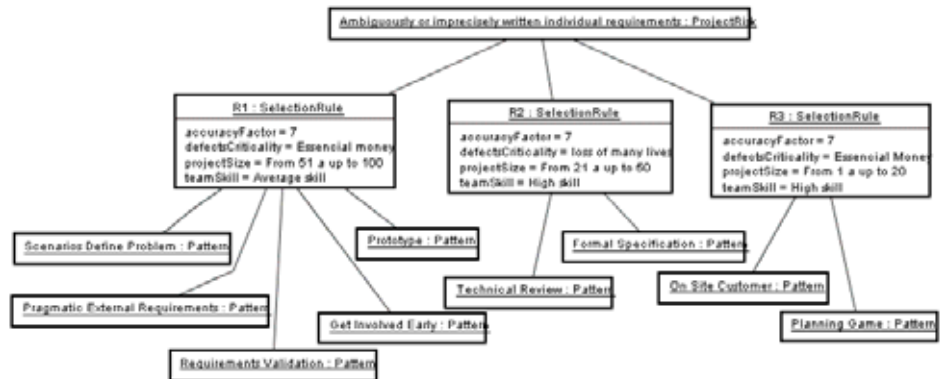 Ambiguously or imprecisely written individual requirements : ProjectRisk
R1 : SelectionRule
accuracyFactor = 7
defectsCriticality = Essencial money
projectSize = From 51 a up to 100
teamSkill = Average skill
R2 : SelectionRule
accuracyFactor = 7
defectsCriticality = loss of many lives
projectSize = From 21 a up to 50
teamSkill = High skill
R3 : SelectionRule
accuracyFactor = 7
defectsCriticality = Essencial Money
projectSize = From 1 a up to 20
teamSkill = High skill
Scenarios Define Problem : Pattern
Prototype : Pattern
Formal Specification : Pattern
Pragmatic External Requirements : Pattern
Technical Review : Pattern
On Site Customer : Pattern
Get Involved Early : Pattern
Planning Game : Pattern
Requirements Validation : Pattern